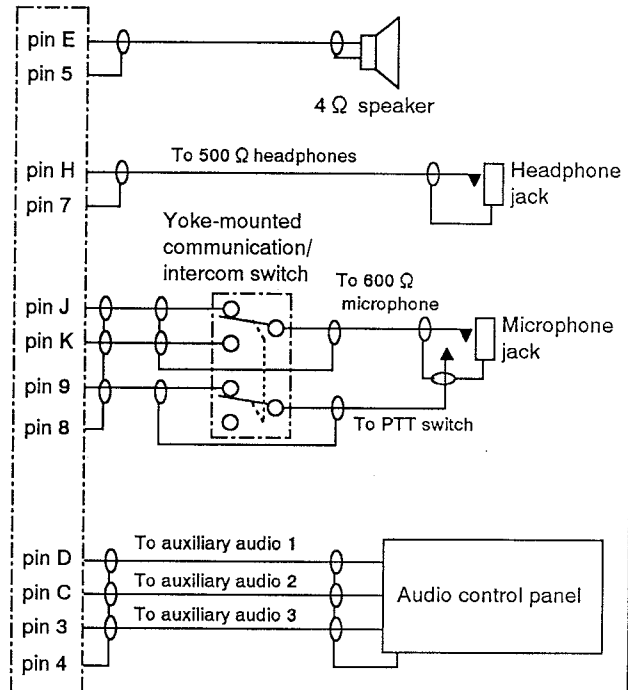 pin E
pin 5
4 Ω speaker
pin H
To 500 Ω headphones
Headphone
jack
pin 7
Yoke-mounted
communication/
intercom switch
To 600 Ω
microphone
pin J
pin K
Microphone
jack
pin 9
pin 8
To PTT switch
To auxiliary audio 1
pin D
To auxiliary audio 2
pin C
Audio control panel
To auxiliary audio 3
pin 3
pin 4